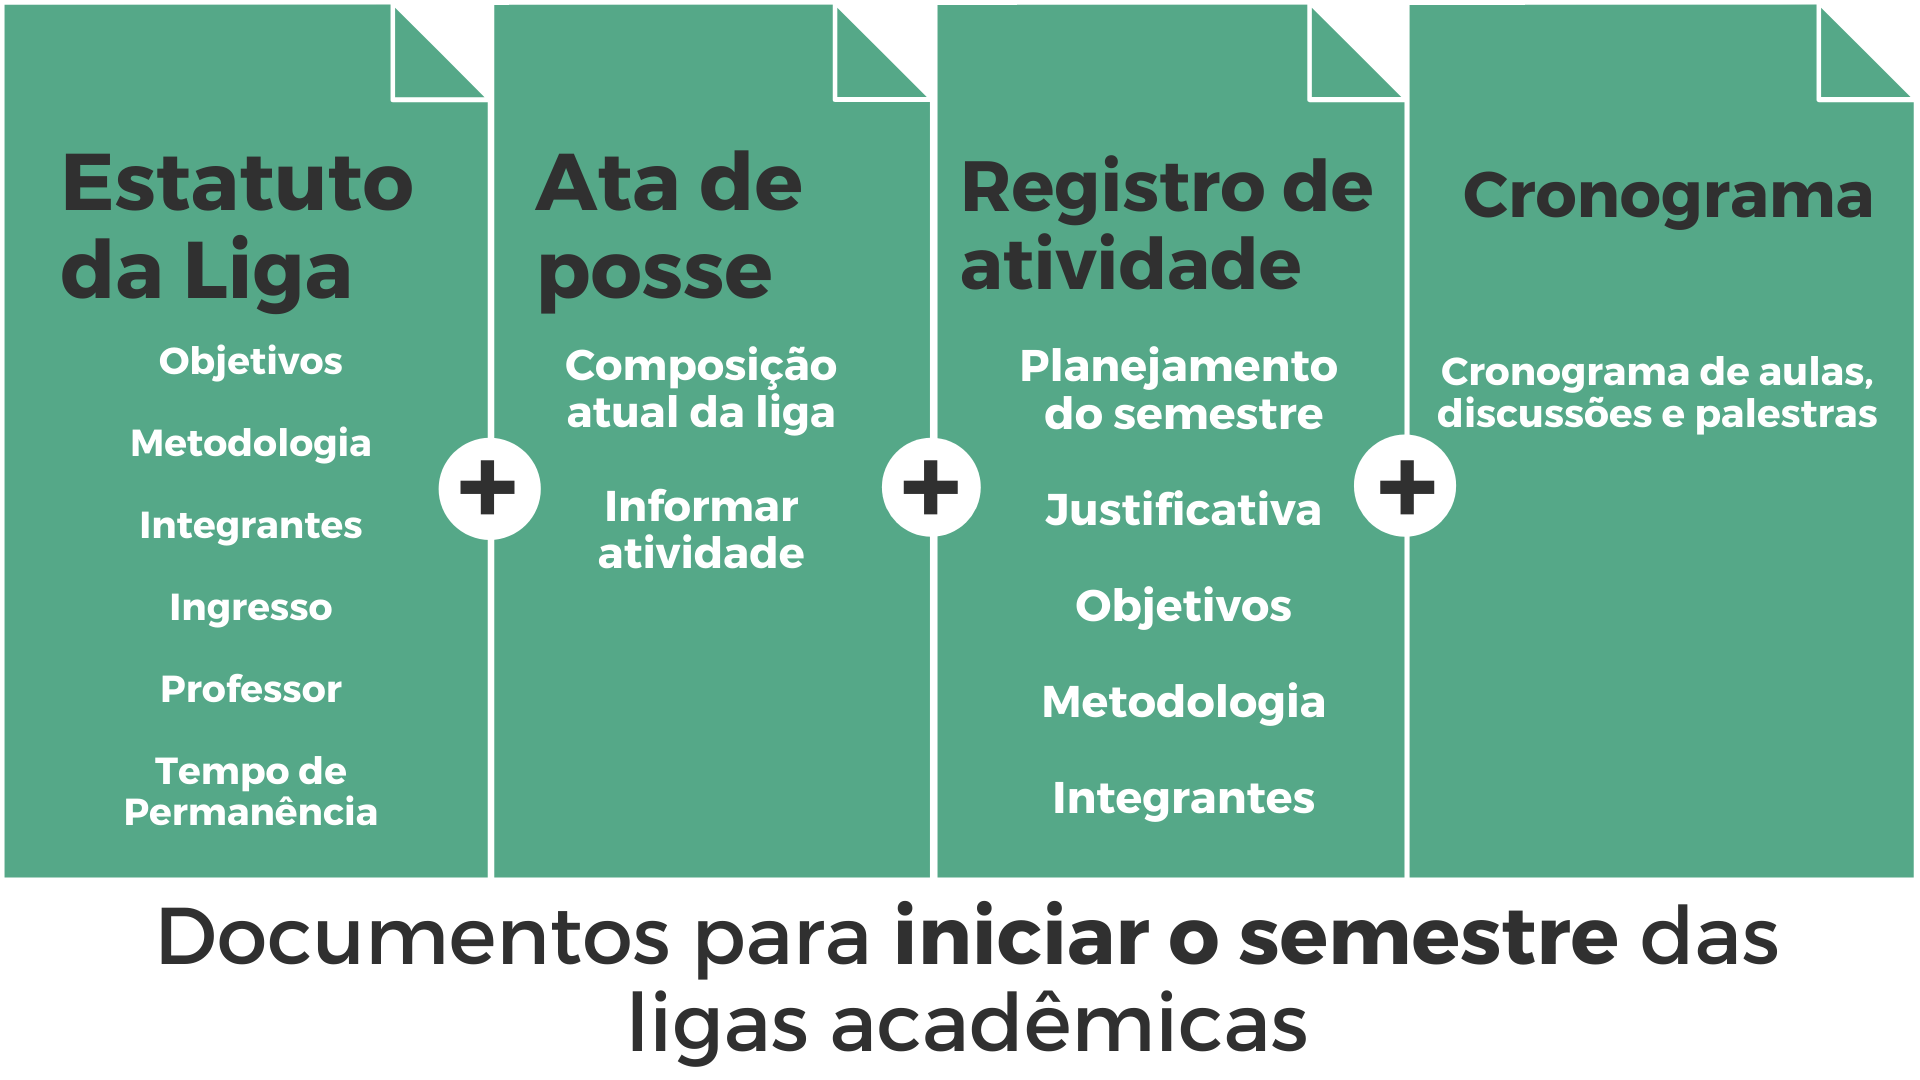 Estatuto
da Liga
Objetivos
Metodologia
Integrantes
Ingresso
Professor
Tempo de
Permanência
+
Ata de
posse
Composição
atual da liga
Informar
atividade
+
Registro de
atividade
Planejamento
do semestre
Justificativa
Objetivos
Metodologia
Integrantes
+
Cronograma
Cronograma de aulas,
discussões e palestras
Documentos para iniciar o semestre das
ligas acadêmicas